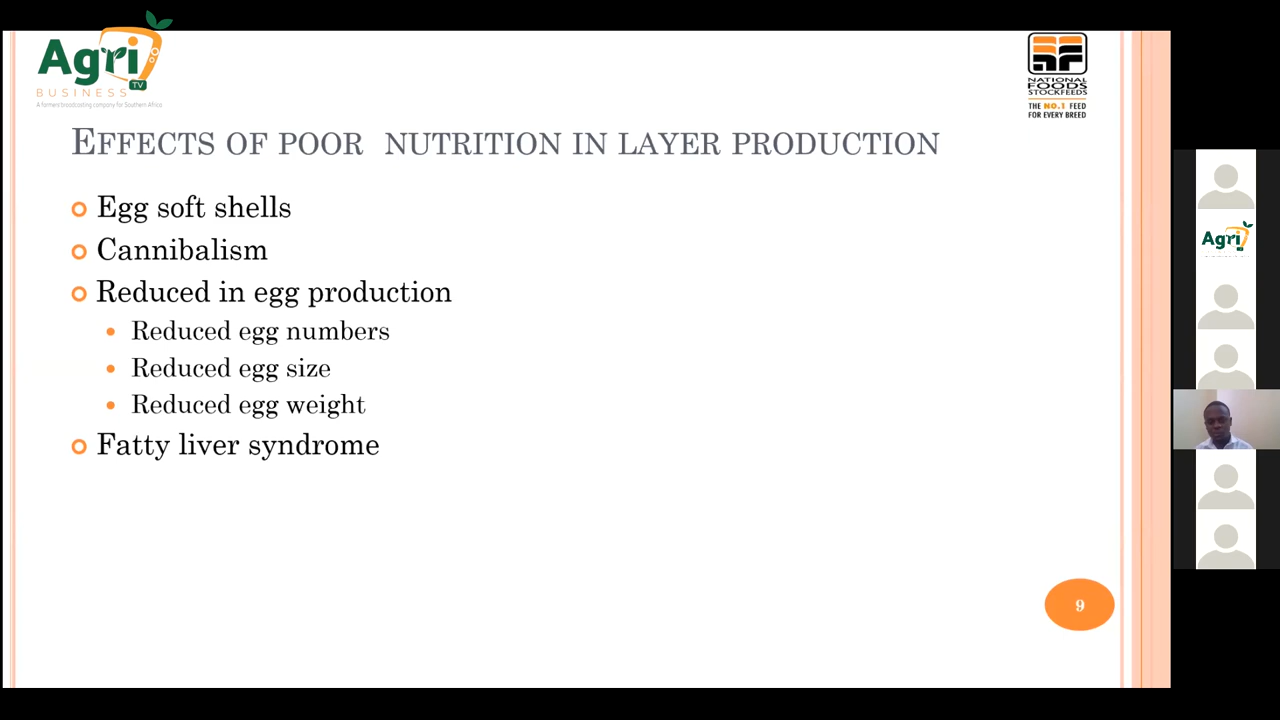 Agri
TV
BUSINESS
A farmers broadcasting company for Southern Africa
NATIONAL
FOODS
STOCKFEEDS
THE NO.1 FEED
FOR EVERY BREED
EFFECTS OF POOR NUTRITION IN LAYER PRODUCTION
Egg soft shells
Cannibalism
Reduced in egg production
Reduced egg numbers
Reduced egg size
Reduced egg weight
Fatty liver syndrome
9
Agri